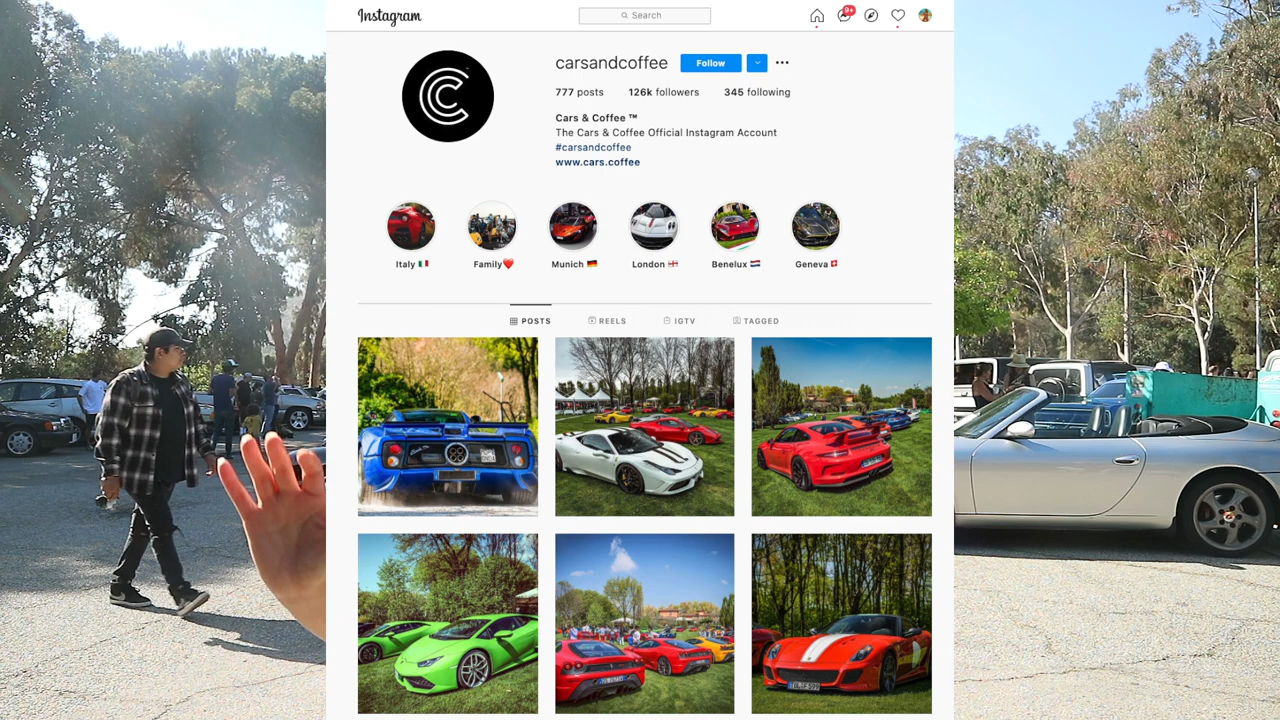 Instagram
Search
9+
carsandcoffee
Follow
777 posts 126k followers 345 following
Cars & Coffee ™
The Cars & Coffee Official Instagram Account
#carsandcoffee
www.cars.coffee
Italy 🇮🇹 Family❤️ Munich 🇩🇪 London 🏴󠁧󠁢󠁥󠁮󠁧󠁿 Benelux 🇳🇱 Geneva 🇨🇭
POSTS REELS IGTV TAGGED